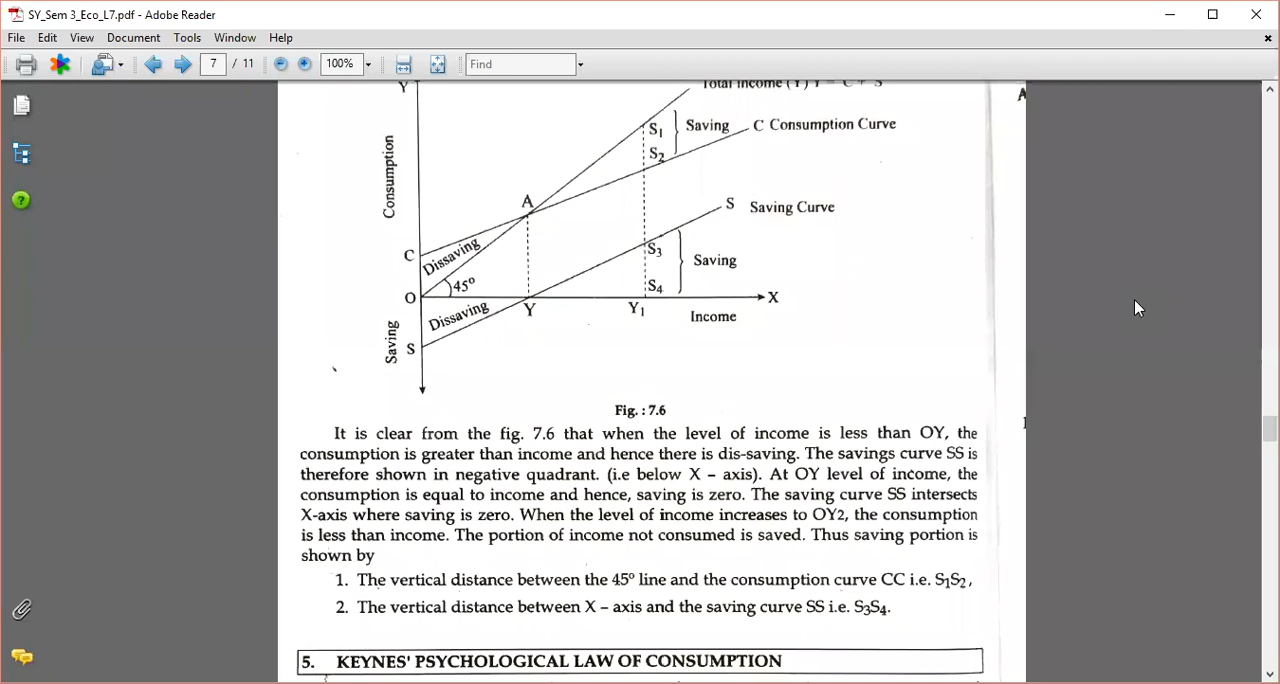 SY_Sem 3_Eco_L7.pdf - Adobe Reader
File Edit View Document Tools Window Help
7 / 11 100% Find
Y Total Income (Y) Y = C + S
A
S1 Saving C Consumption Curve
S2
Consumption
A S Saving Curve
C Dissaving S3 Saving
45° S4
O X
Dissaving Y Y1 Income
Saving S
Fig. : 7.6
It is clear from the fig. 7.6 that when the level of income is less than OY, the
consumption is greater than income and hence there is dis-saving. The savings curve SS is
therefore shown in negative quadrant. (i.e below X – axis). At OY level of income, the
consumption is equal to income and hence, saving is zero. The saving curve SS intersects
X-axis where saving is zero. When the level of income increases to OY2, the consumption
is less than income. The portion of income not consumed is saved. Thus saving portion is
shown by
1. The vertical distance between the 45° line and the consumption curve CC i.e. S1S2,
2. The vertical distance between X – axis and the saving curve SS i.e. S3S4.
5. KEYNES' PSYCHOLOGICAL LAW OF CONSUMPTION